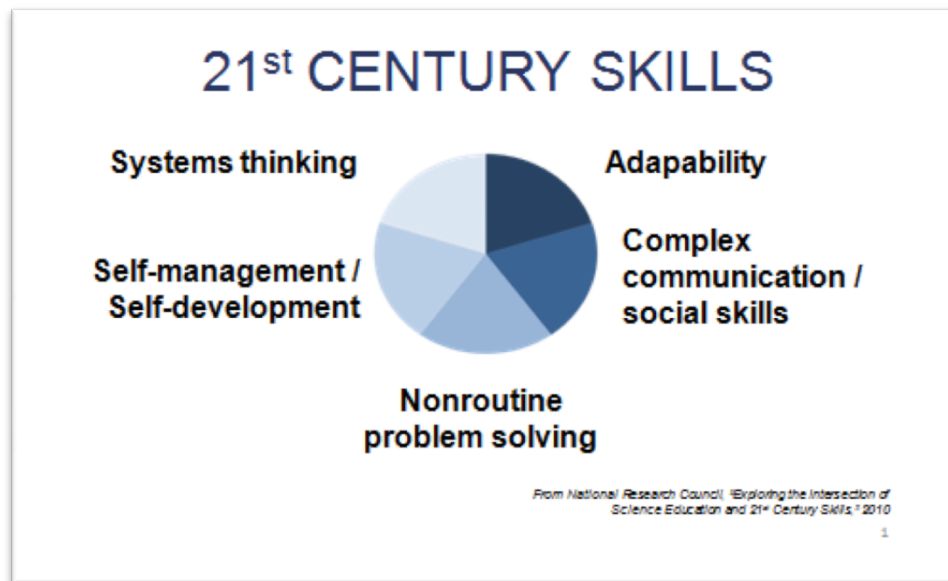 21st CENTURY SKILLS
Systems thinking
Adapability
Self-management /
Self-development
Complex
communication /
social skills
Nonroutine
problem solving
From National Research Council, "Exploring the Intersection of
Science Education and 21st Century Skills," 2010
1